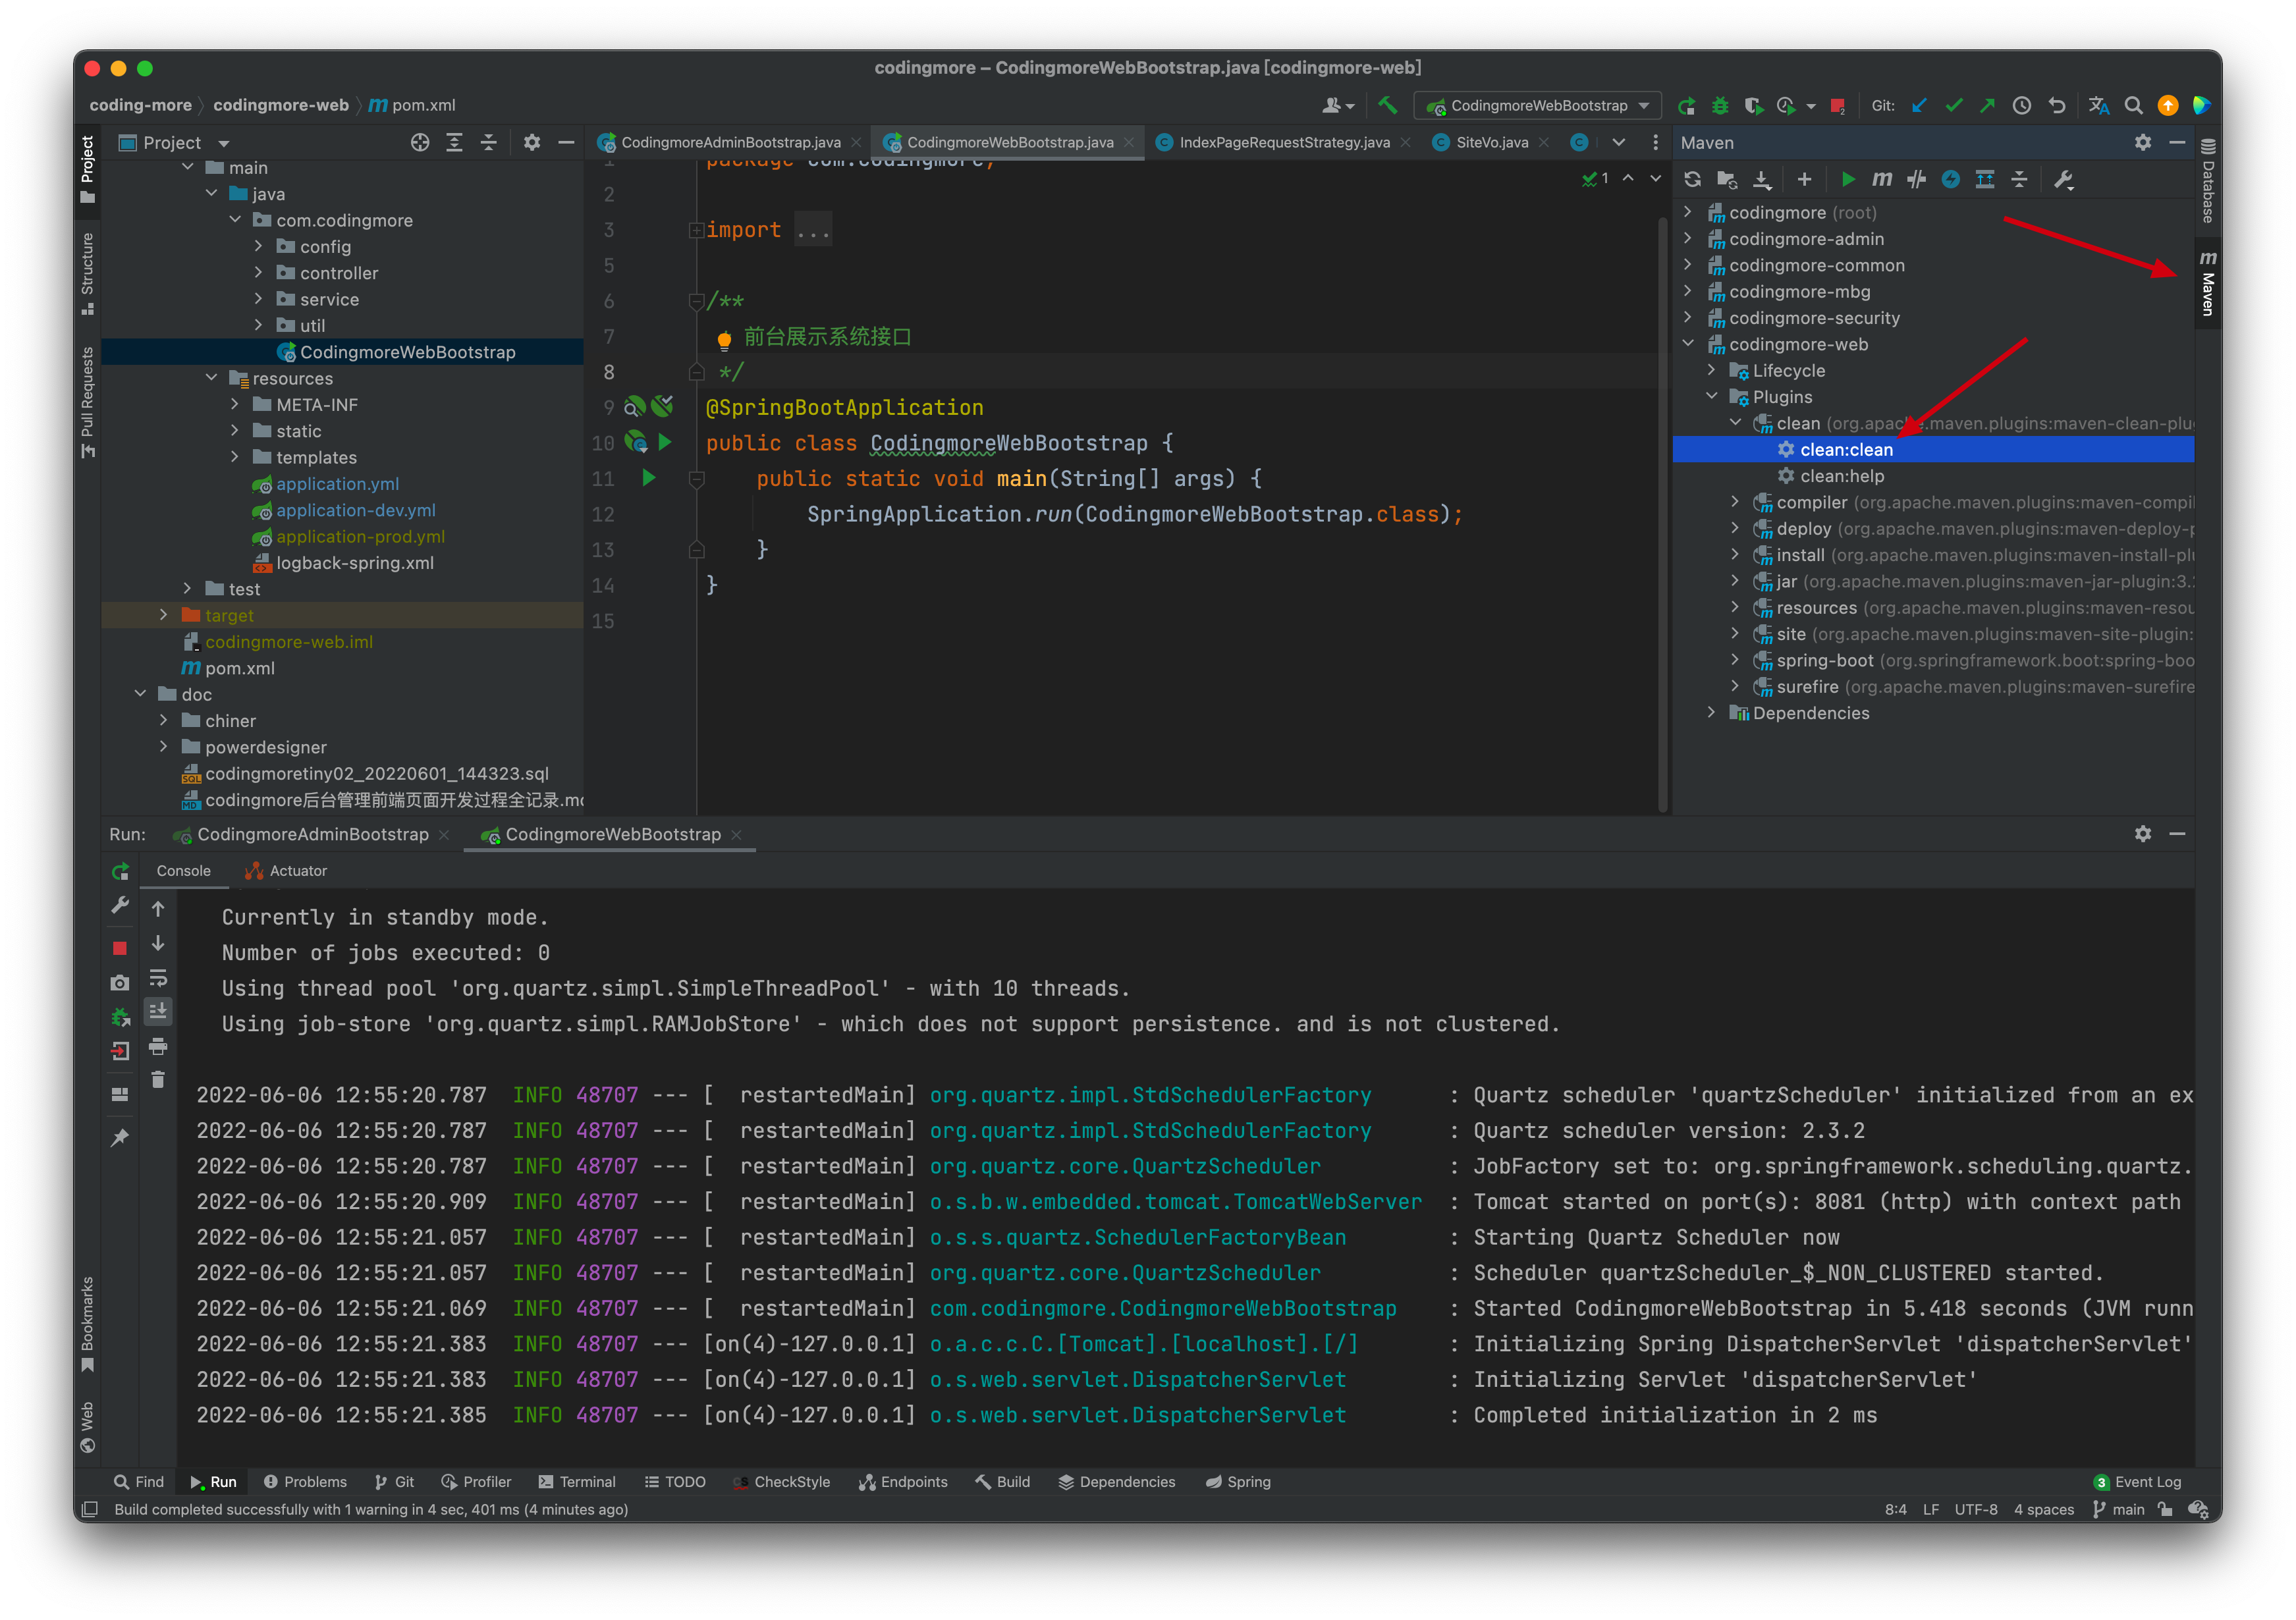 codingmore – CodingmoreWebBootstrap.java [codingmore-web]
coding-more
codingmore-web
pom.xml
CodingmoreWebBootstrap
Git:
Project
CodingmoreAdminBootstrap.java
CodingmoreWebBootstrap.java
IndexPageRequestStrategy.java
SiteVo.java
Maven
Project
Structure
Pull Requests
Bookmarks
Web
main
java
com.codingmore
config
controller
service
util
CodingmoreWebBootstrap
resources
META-INF
static
templates
application.yml
application-dev.yml
application-prod.yml
logback-spring.xml
test
target
codingmore-web.iml
pom.xml
doc
chiner
powerdesigner
codingmoretiny02_20220601_144323.sql
codingmore后台管理前端页面开发过程全记录.mc
1 package com.codingmore;
2
3 import ...
5
6 /**
7 前台展示系统接口
8 */
9 @SpringBootApplication
10 public class CodingmoreWebBootstrap {
11 public static void main(String[] args) {
12 SpringApplication.run(CodingmoreWebBootstrap.class);
13 }
14 }
15
1
codingmore (root)
codingmore-admin
codingmore-common
codingmore-mbg
codingmore-security
codingmore-web
Lifecycle
Plugins
clean (org.apache.maven.plugins:maven-clean-plu
clean:clean
clean:help
compiler (org.apache.maven.plugins:maven-compil
deploy (org.apache.maven.plugins:maven-deploy-p
install (org.apache.maven.plugins:maven-install-plu
jar (org.apache.maven.plugins:maven-jar-plugin:3.
resources (org.apache.maven.plugins:maven-resou
site (org.apache.maven.plugins:maven-site-plugin:
spring-boot (org.springframework.boot:spring-boo
surefire (org.apache.maven.plugins:maven-surefire
Dependencies
Database
Maven
Run:
CodingmoreAdminBootstrap
CodingmoreWebBootstrap
Console
Actuator
Currently in standby mode.
Number of jobs executed: 0
Using thread pool 'org.quartz.simpl.SimpleThreadPool' - with 10 threads.
Using job-store 'org.quartz.simpl.RAMJobStore' - which does not support persistence. and is not clustered.
2022-06-06 12:55:20.787 INFO 48707 --- [ restartedMain] org.quartz.impl.StdSchedulerFactory : Quartz scheduler 'quartzScheduler' initialized from an ex
2022-06-06 12:55:20.787 INFO 48707 --- [ restartedMain] org.quartz.impl.StdSchedulerFactory : Quartz scheduler version: 2.3.2
2022-06-06 12:55:20.787 INFO 48707 --- [ restartedMain] org.quartz.core.QuartzScheduler : JobFactory set to: org.springframework.scheduling.quartz.
2022-06-06 12:55:20.909 INFO 48707 --- [ restartedMain] o.s.b.w.embedded.tomcat.TomcatWebServer : Tomcat started on port(s): 8081 (http) with context path
2022-06-06 12:55:21.057 INFO 48707 --- [ restartedMain] o.s.s.quartz.SchedulerFactoryBean : Starting Quartz Scheduler now
2022-06-06 12:55:21.057 INFO 48707 --- [ restartedMain] org.quartz.core.QuartzScheduler : Scheduler quartzScheduler_$_NON_CLUSTERED started.
2022-06-06 12:55:21.069 INFO 48707 --- [ restartedMain] com.codingmore.CodingmoreWebBootstrap : Started CodingmoreWebBootstrap in 5.418 seconds (JVM runn
2022-06-06 12:55:21.383 INFO 48707 --- [on(4)-127.0.0.1] o.a.c.c.C.[Tomcat].[localhost].[/] : Initializing Spring DispatcherServlet 'dispatcherServlet'
2022-06-06 12:55:21.383 INFO 48707 --- [on(4)-127.0.0.1] o.s.web.servlet.DispatcherServlet : Initializing Servlet 'dispatcherServlet'
2022-06-06 12:55:21.385 INFO 48707 --- [on(4)-127.0.0.1] o.s.web.servlet.DispatcherServlet : Completed initialization in 2 ms
Find
Run
Problems
Git
Profiler
Terminal
TODO
CheckStyle
Endpoints
Build
Dependencies
Spring
3 Event Log
Build completed successfully with 1 warning in 4 sec, 401 ms (4 minutes ago)
8:4
LF
UTF-8
4 spaces
main